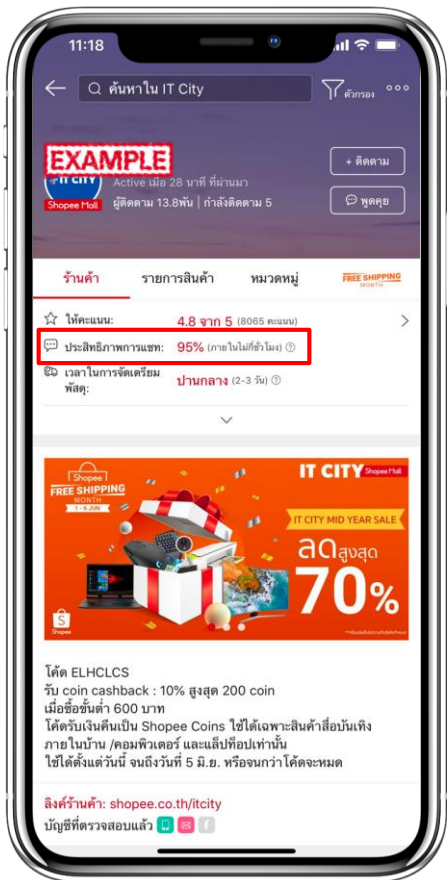 11:18
ค้นหาใน IT City
ตัวกรอง
EXAMPLE
IT CITY
Active เมื่อ 28 นาที ที่ผ่านมา
+ ติดตาม
Shopee Mall
ผู้ติดตาม 13.8พัน | กำลังติดตาม 5
พูดคุย
ร้านค้า รายการสินค้า หมวดหมู่ FREE SHIPPING
MONTH
ให้คะแนน: 4.8 จาก 5 (8065 คะแนน)
ประสิทธิภาพการแชท: 95% (ภายในไม่กี่ชั่วโมง)
เวลาในการจัดเตรียม
พัสดุ: ปานกลาง (2-3 วัน)
Shopee
FREE SHIPPING
MONTH
1 - 6 JUN
IT CITY Shopee Mall
IT CITY MID YEAR SALE
ลดสูงสุด
70%
Shopee
โค้ด ELHCLCS
รับ coin cashback : 10% สูงสุด 200 coin
เมื่อซื้อขั้นต่ำ 600 บาท
โค้ดรับเงินคืนเป็น Shopee Coins ใช้ได้เฉพาะสินค้าสื่อบันเทิง
ภายในบ้าน /คอมพิวเตอร์ และแล็ปท็อปเท่านั้น
ใช้ได้ตั้งแต่วันนี้ จนถึงวันที่ 5 มิ.ย. หรือจนกว่าโค้ดจะหมด
ลิงค์ร้านค้า: shopee.co.th/itcity
บัญชีที่ตรวจสอบแล้ว